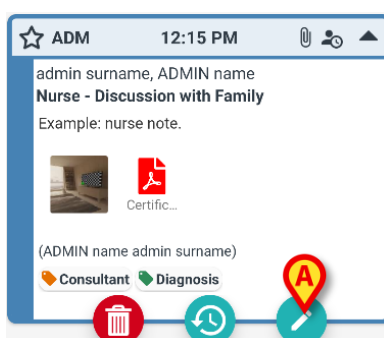 ADM 12:15 PM
admin surname, ADMIN name
Nurse - Discussion with Family
Example: nurse note.
Certific...
(ADMIN name admin surname)
Consultant Diagnosis
A